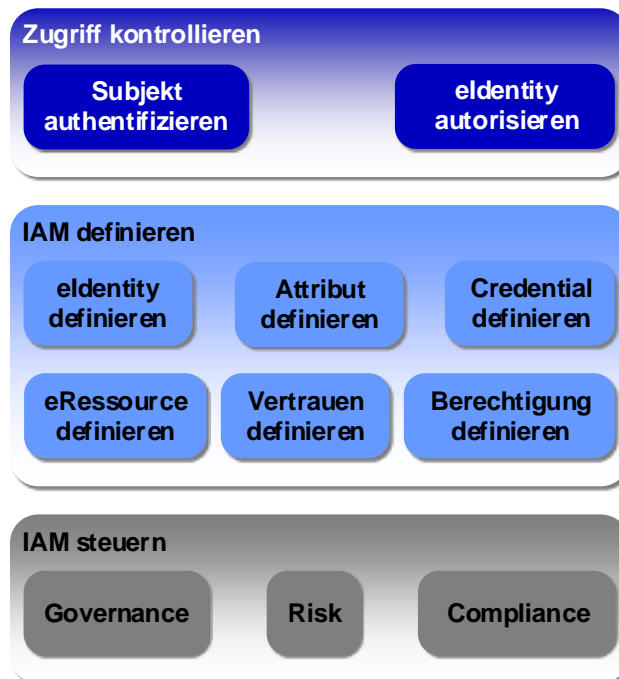 Zugriff kontrollieren
Subjekt
authentifizieren
eIdentity
autorisieren
IAM definieren
eIdentity
definieren
Attribut
definieren
Credential
definieren
eRessource
definieren
Vertrauen
definieren
Berechtigung
definieren
IAM steuern
Governance
Risk
Compliance